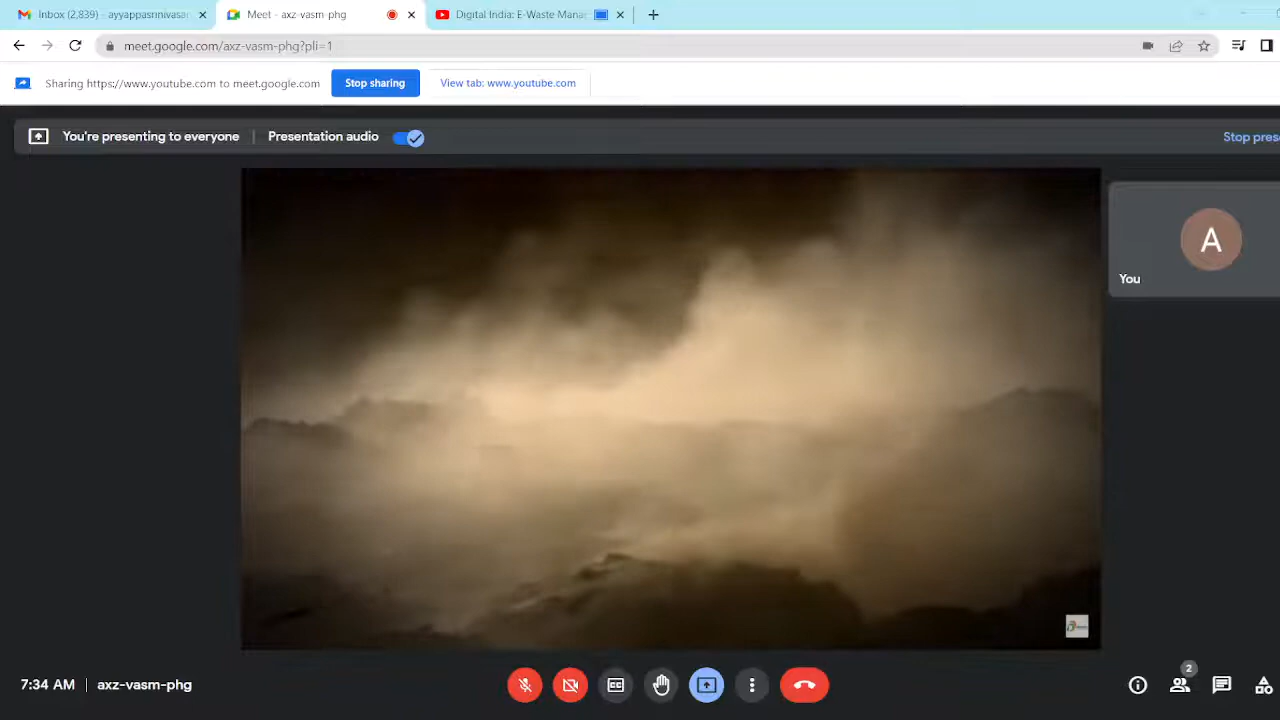 Inbox (2,839) - ayyappasrinivasar
Meet - axz-vasm-phg
Digital India: E-Waste Mana
meet.google.com/axz-vasm-phg?pli=1
Sharing https://www.youtube.com to meet.google.com
Stop sharing
View tab: www.youtube.com
You're presenting to everyone
Presentation audio
Stop pres
A
You
7:34 AM
axz-vasm-phg
CC
2